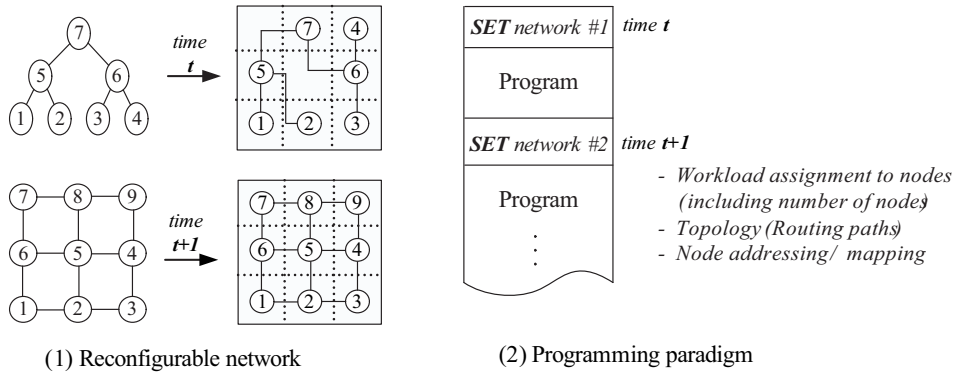 7
5 6
1 2 3 4
time
t
7 4
5 6
1 2 3
7 8 9
6 5 4
1 2 3
time
t+1
7 8 9
6 5 4
1 2 3
(1) Reconfigurable network
SET network #1 time t
Program
SET network #2 time t+1
Program
- Workload assignment to nodes
(including number of nodes)
- Topology (Routing paths)
- Node addressing/ mapping
(2) Programming paradigm